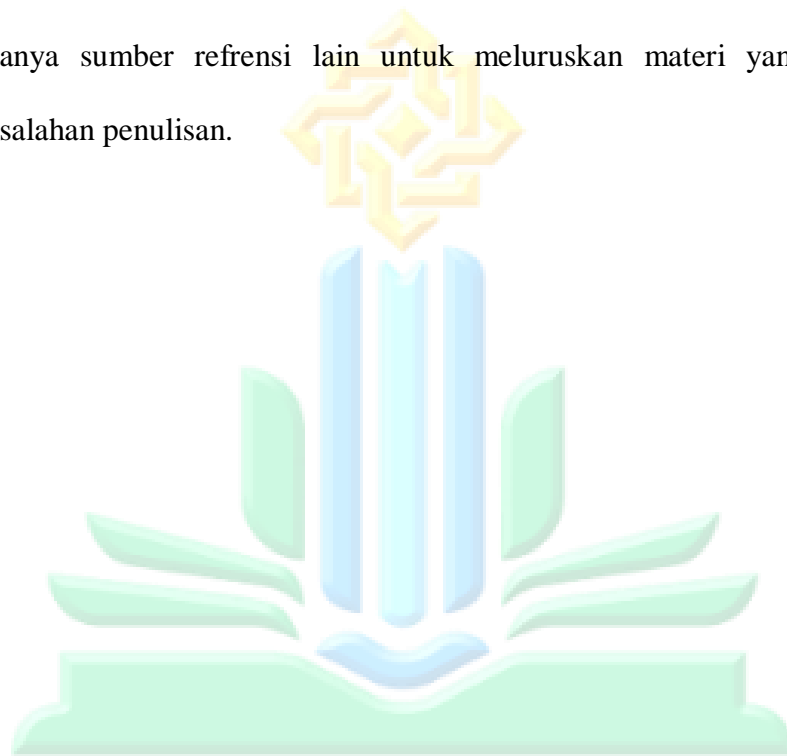 anya sumber refrensi lain untuk meluruskan materi yan
salahan penulisan.